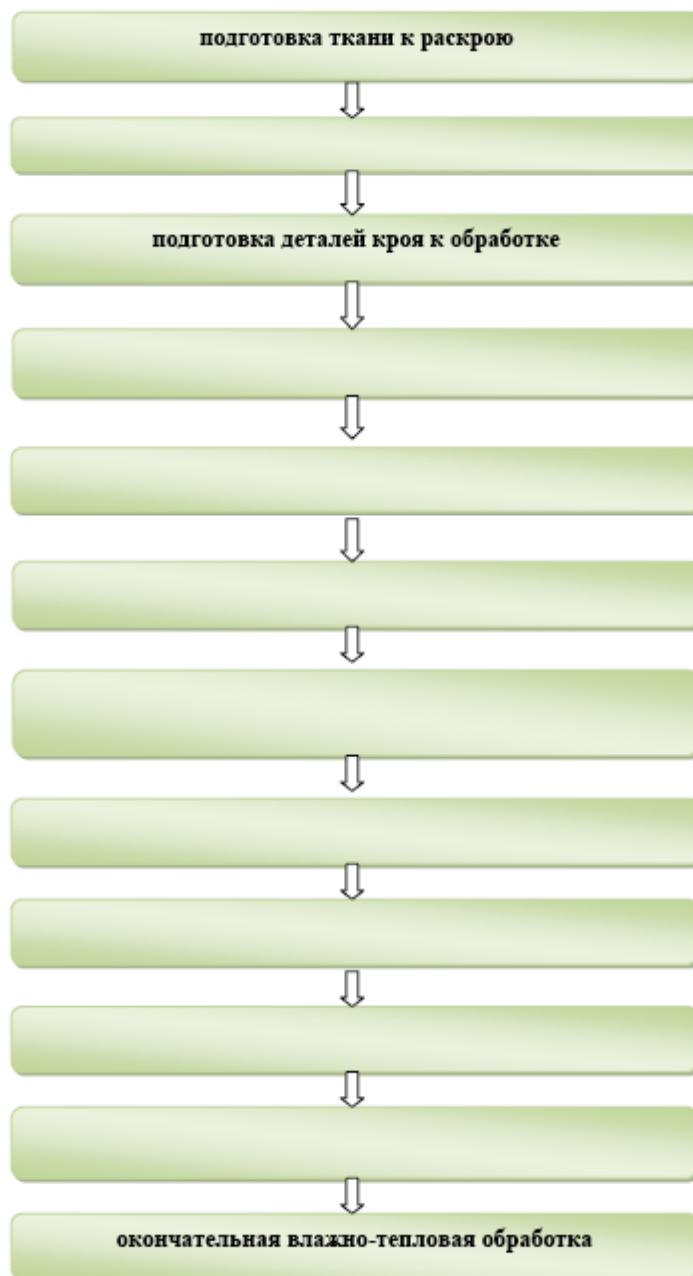 подготовка ткани к раскрою
подготовка деталей кроя к обработке
окончательная влажно-тепловая обработка